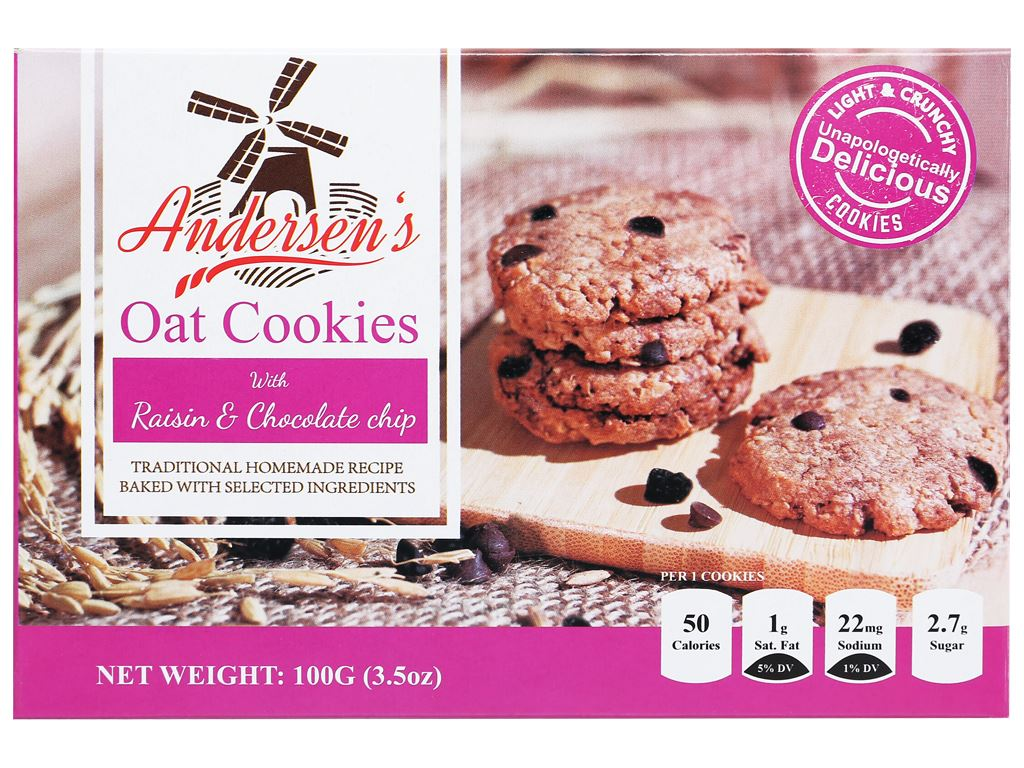 Andersen's
Oat Cookies
With
Raisin & Chocolate chip
TRADITIONAL HOMEMADE RECIPE
BAKED WITH SELECTED INGREDIENTS
LIGHT & CRUNCHY
Unapologetically
Delicious
COOKIES
PER 1 COOKIES
50
Calories
1g
Sat. Fat
5% DV
22mg
Sodium
1% DV
2.7g
Sugar
NET WEIGHT: 100G (3.5oz)